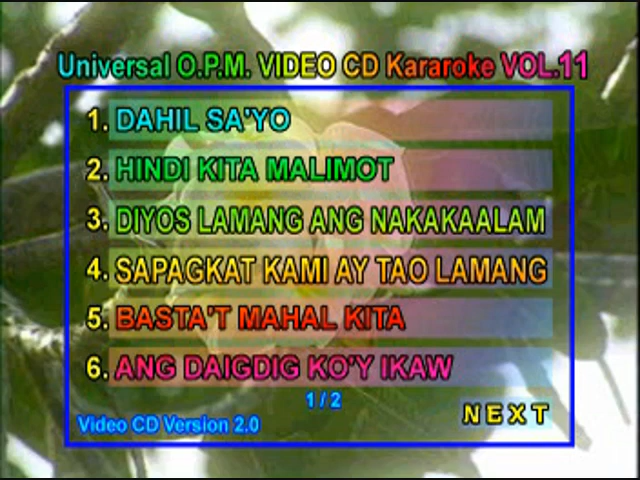 Universal O.P.M. VIDEO CD Kararoke VOL.11
1. DAHIL SA'YO
2. HINDI KITA MALIMOT
3. DIYOS LAMANG ANG NAKAKAALAM
4. SAPAGKAT KAMI AY TAO LAMANG
5. BASTA'T MAHAL KITA
6. ANG DAIGDIG KO'Y IKAW
1 / 2
Video CD Version 2.0
NEXT